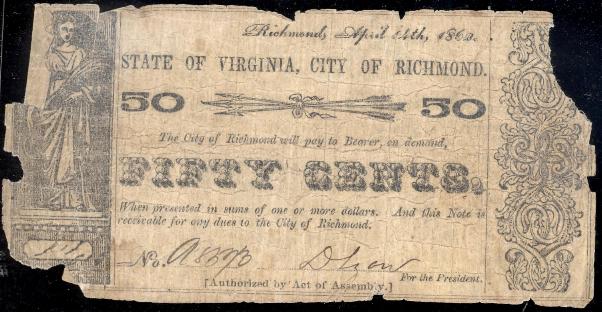 Richmond, April 14th, 1862.
STATE OF VIRGINIA, CITY OF RICHMOND.
50 50
The City of Richmond will pay to Bearer, on demand,
FIFTY CENTS,
When presented in sums of one or more dollars. And this Note is
receivable for any dues to the City of Richmond.
No.
For the President.
[Authorized by Act of Assembly.]